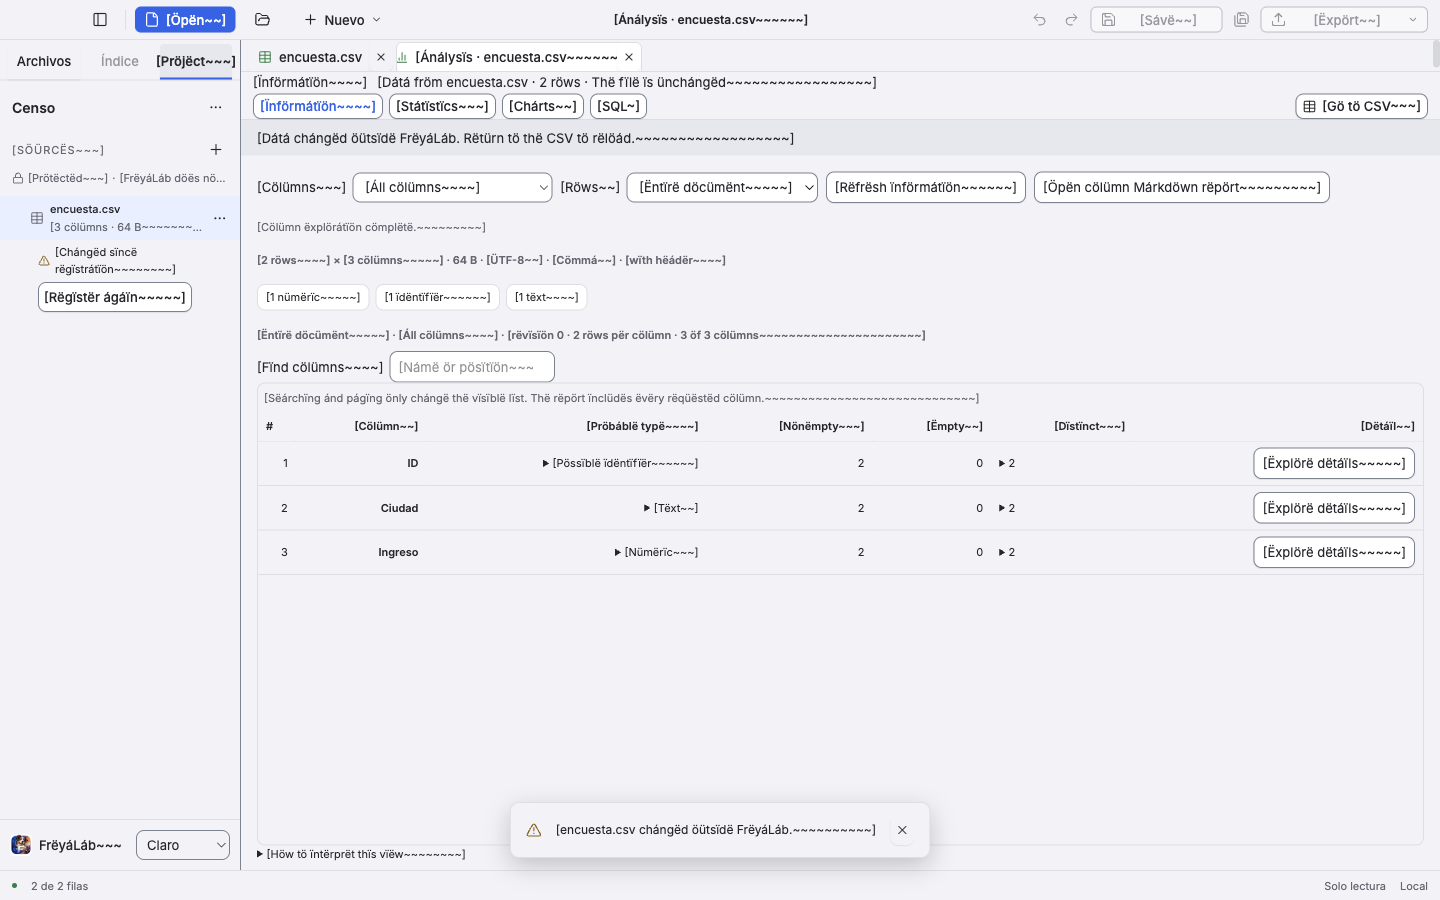 [Öpën~~]
Nuevo
[Ánálysïs · encuesta.csv~~~~~~]
[Sávë~~]
[Ëxpört~~]
Archivos
Índice
[Pröjëct~~~]
encuesta.csv
[Ánálysïs · encuesta.csv~~~~~~
[Ïnförmátïön~~~~] [Dátá fröm encuesta.csv · 2 röws · Thë fïlë ïs ünchángëd~~~~~~~~~~~~~~~~~]
[Ïnförmátïön~~~~]
[Státïstïcs~~~]
[Chárts~~]
[SQL~]
[Gö tö CSV~~~]
Censo
[SÖÜRCËS~~~]
[Prötëctëd~~~] · [FrëyáLáb döës nö...
encuesta.csv
[3 cölümns · 64 B~~~~~~~...
[Chángëd sïncë
rëgïstrátïön~~~~~~~~]
[Rëgïstër ágáïn~~~~~]
[Dátá chángëd öütsïdë FrëyáLáb. Rëtürn tö thë CSV tö rëlöád.~~~~~~~~~~~~~~~~~~]
[Cölümns~~~]
[Áll cölümns~~~~]
[Röws~~]
[Ëntïrë döcümënt~~~~~]
[Rëfrësh ïnförmátïön~~~~~~]
[Öpën cölümn Márkdöwn rëpört~~~~~~~~~]
[Cölümn ëxplörátïön cömplëtë.~~~~~~~~~]
[2 röws~~~~] × [3 cölümns~~~~~] · 64 B · [ÜTF-8~~] · [Cömmá~~] · [wïth hëádër~~~~]
[1 nümërïc~~~~~]
[1 ïdëntïfïër~~~~~~]
[1 tëxt~~~~]
[Ëntïrë döcümënt~~~~~] · [Áll cölümns~~~~] · [rëvïsïön 0 · 2 röws përr cölümn · 3 öf 3 cölümns~~~~~~~~~~~~~~~~~~~~~~~]
[Fïnd cölümns~~~~]
[Námë ör pösïtïön~~~
[Sëárchïng ánd págïng önly chángë thë vïsïblë lïst. Thë rëpört ïnclüdës ëvëry rëqüëstëd cölümn.~~~~~~~~~~~~~~~~~~~~~~~~~~~~~]
# [Cölümn~~] [Pröbáblë typë~~~~] [Nönëmpty~~~] [Ëmpty~~] [Dïstïnct~~~] [Dëtáïl~~]
1 ID [Pössïblë ïdëntïfïër~~~~~~] 2 0 2 [Ëxplörë dëtáïls~~~~~]
2 Ciudad [Tëxt~~] 2 0 2 [Ëxplörë dëtáïls~~~~~]
3 Ingreso [Nümërïc~~~] 2 0 2 [Ëxplörë dëtáïls~~~~~]
[encuesta.csv chángëd öütsïdë FrëyáLáb.~~~~~~~~~~]
[Höw tö ïntërprët thïs vïëw~~~~~~~~]
FrëyáLáb~~~
Claro
2 de 2 filas
Solo lectura
Local